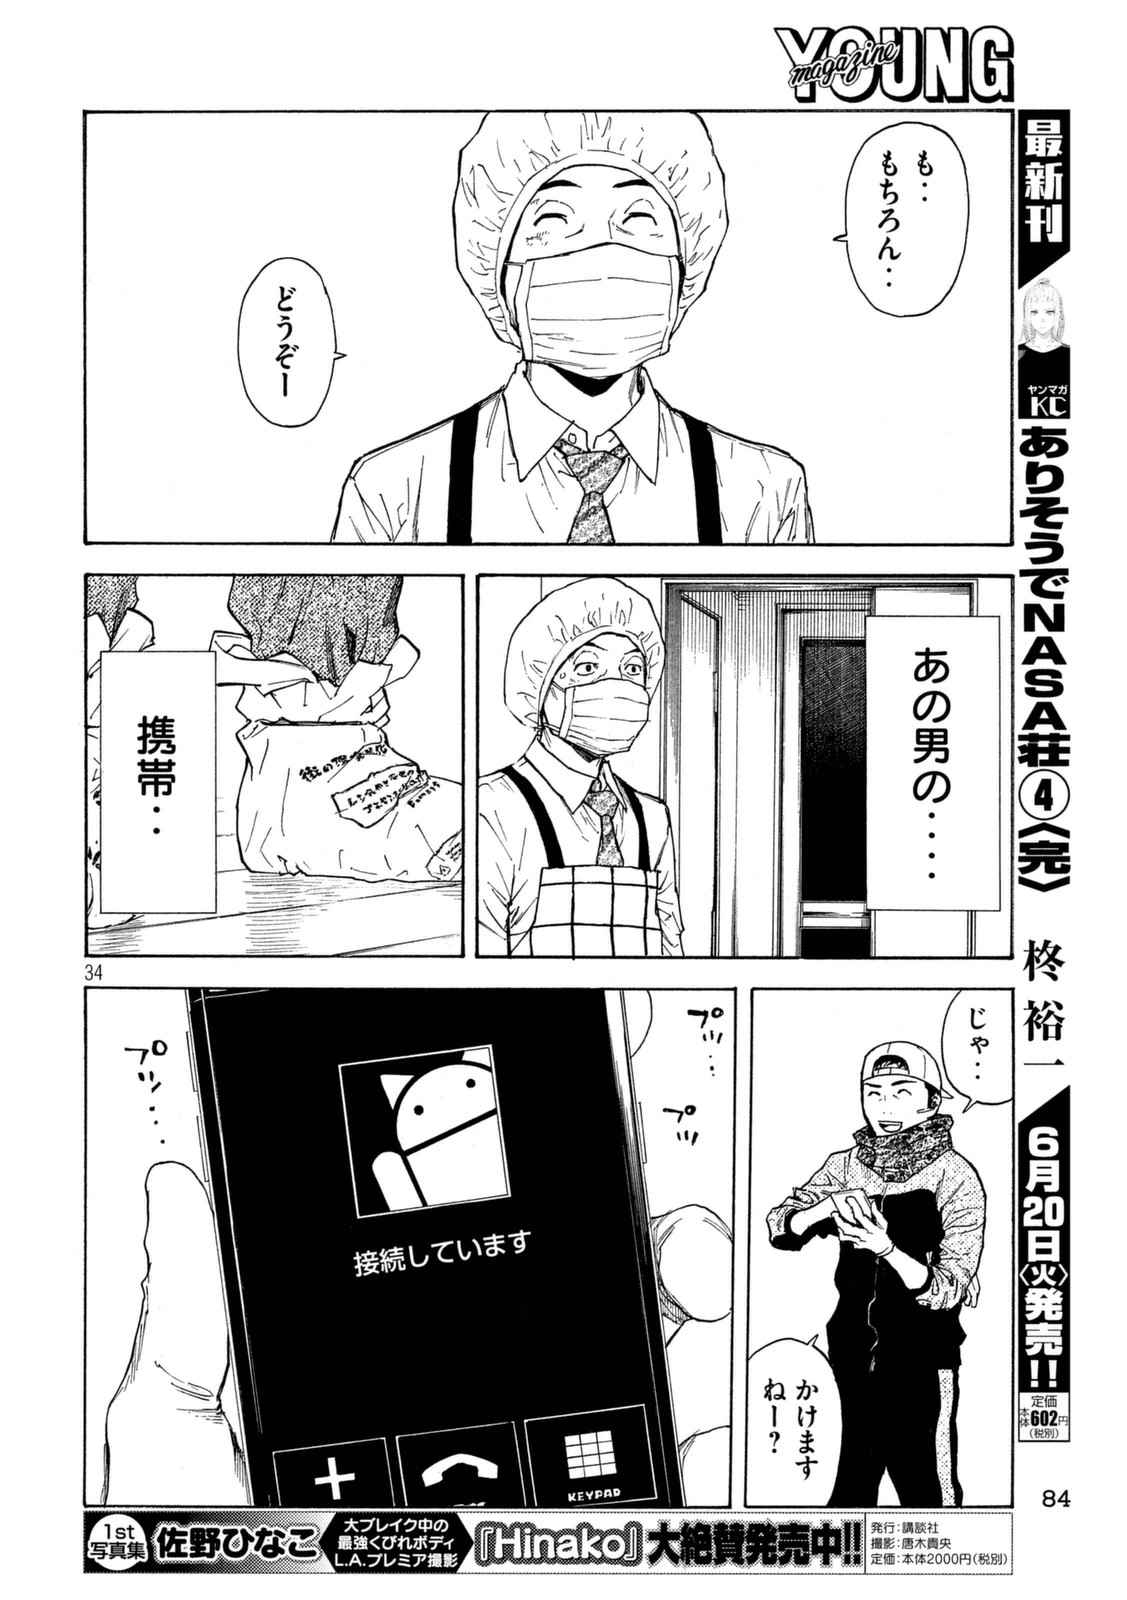 YOUNG
magazine
も‥
もちろん‥
どうぞー
あの男の‥‥
携帯‥
34
じゃ‥
かけます
ねー?
プッ‥
プッ
プッ‥
接続しています
KEYPAD
最新刊
ヤンマガ
KC
ありそうでNASA荘④〈完〉
柊裕一
6月20日〈火〉発売!!
定価
本体602円
(税別)
84
1st
写真集
佐野ひなこ
大ブレイク中の
最強くびれボディ
L.A.プレミア撮影
『Hinako』大絶賛発売中!!
発行:講談社
撮影:唐木貴央
定価:本体2000円(税別)